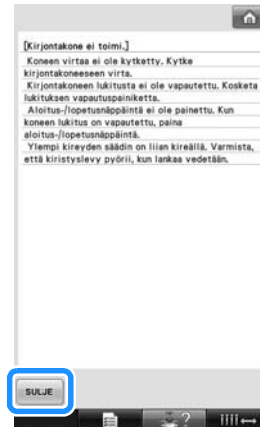 [Kirjontakone ei toimi.]
Koneen virtaa ei ole kytketty. Kytke
kirjontakoneeseen virta.
Kirjontakoneen lukitusta ei ole vapautettu. Kosketa
lukituksen vapautuspainiketta.
Aloitus-/lopetusnäppäintä ei ole painettu. Kun
koneen lukitus on vapautettu, paina
aloitus-/lopetusnäppäintä.
Ylempi kireyden säädin on liian kireällä. Varmista,
että kiristyslevy pyörii, kun lankaa vedetään.
SULJE
?